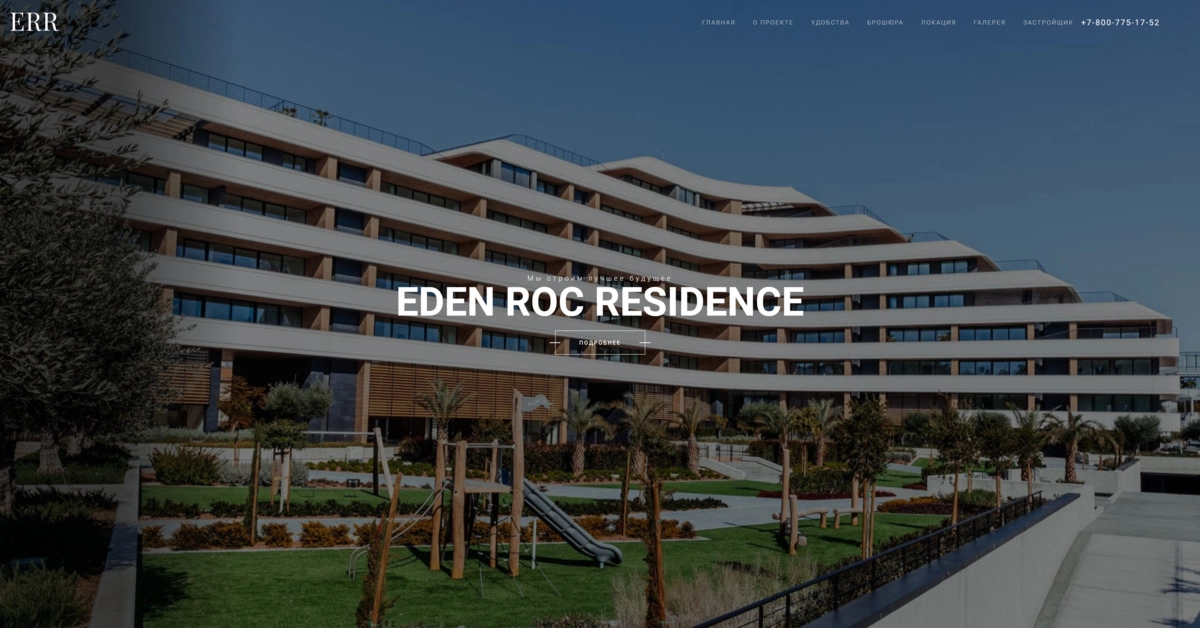 ERR
ГЛАВНАЯ О ПРОЕКТЕ УДОБСТВА БРОШЮРА ЛОКАЦИЯ ГАЛЕРЕЯ ЗАСТРОЙЩИК +7-800-775-17-52
Мы строим лучшее будущее
EDEN ROC RESIDENCE
ПОДРОБНЕЕ